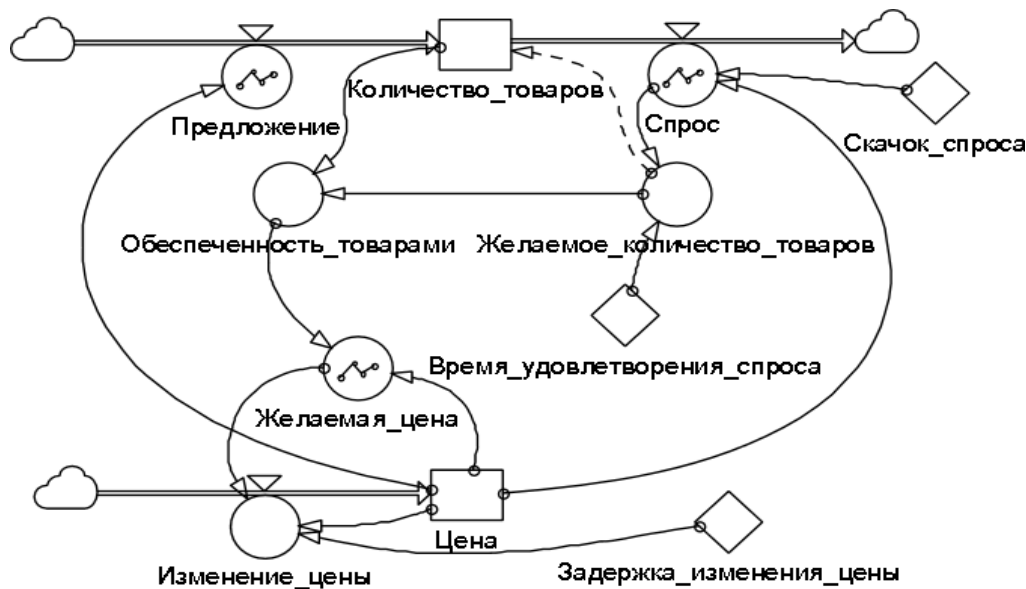 Количество_товаров
Предложение
Спрос
Скачок_спроса
Обеспеченность_товарами
Желаемое_количество_товаров
Время_удовлетворения_спроса
Желаемая_цена
Цена
Изменение_цены
Задержка_изменения_цены